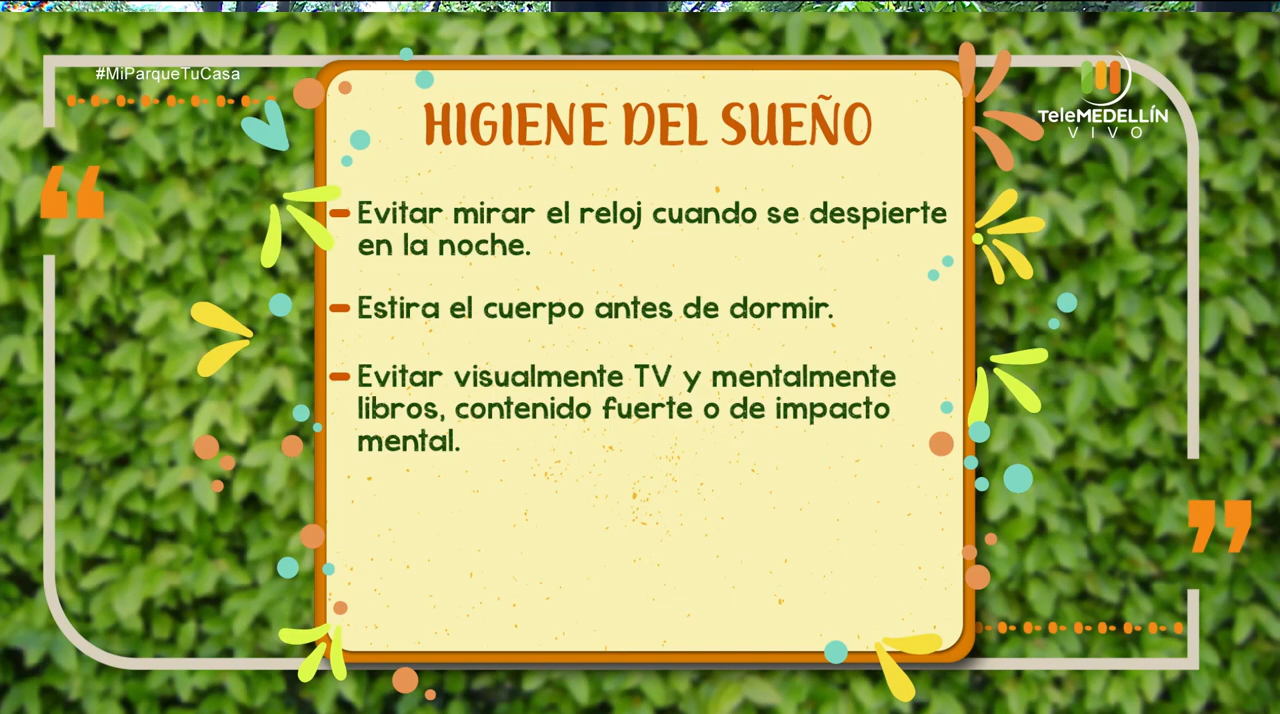 #MiParqueTuCasa
TeleMEDELLÍN
VIVO
HIGIENE DEL SUEÑO
- Evitar mirar el reloj cuando se despierte
en la noche.
- Estira el cuerpo antes de dormir.
- Evitar visualmente TV y mentalmente
libros, contenido fuerte o de impacto
mental.